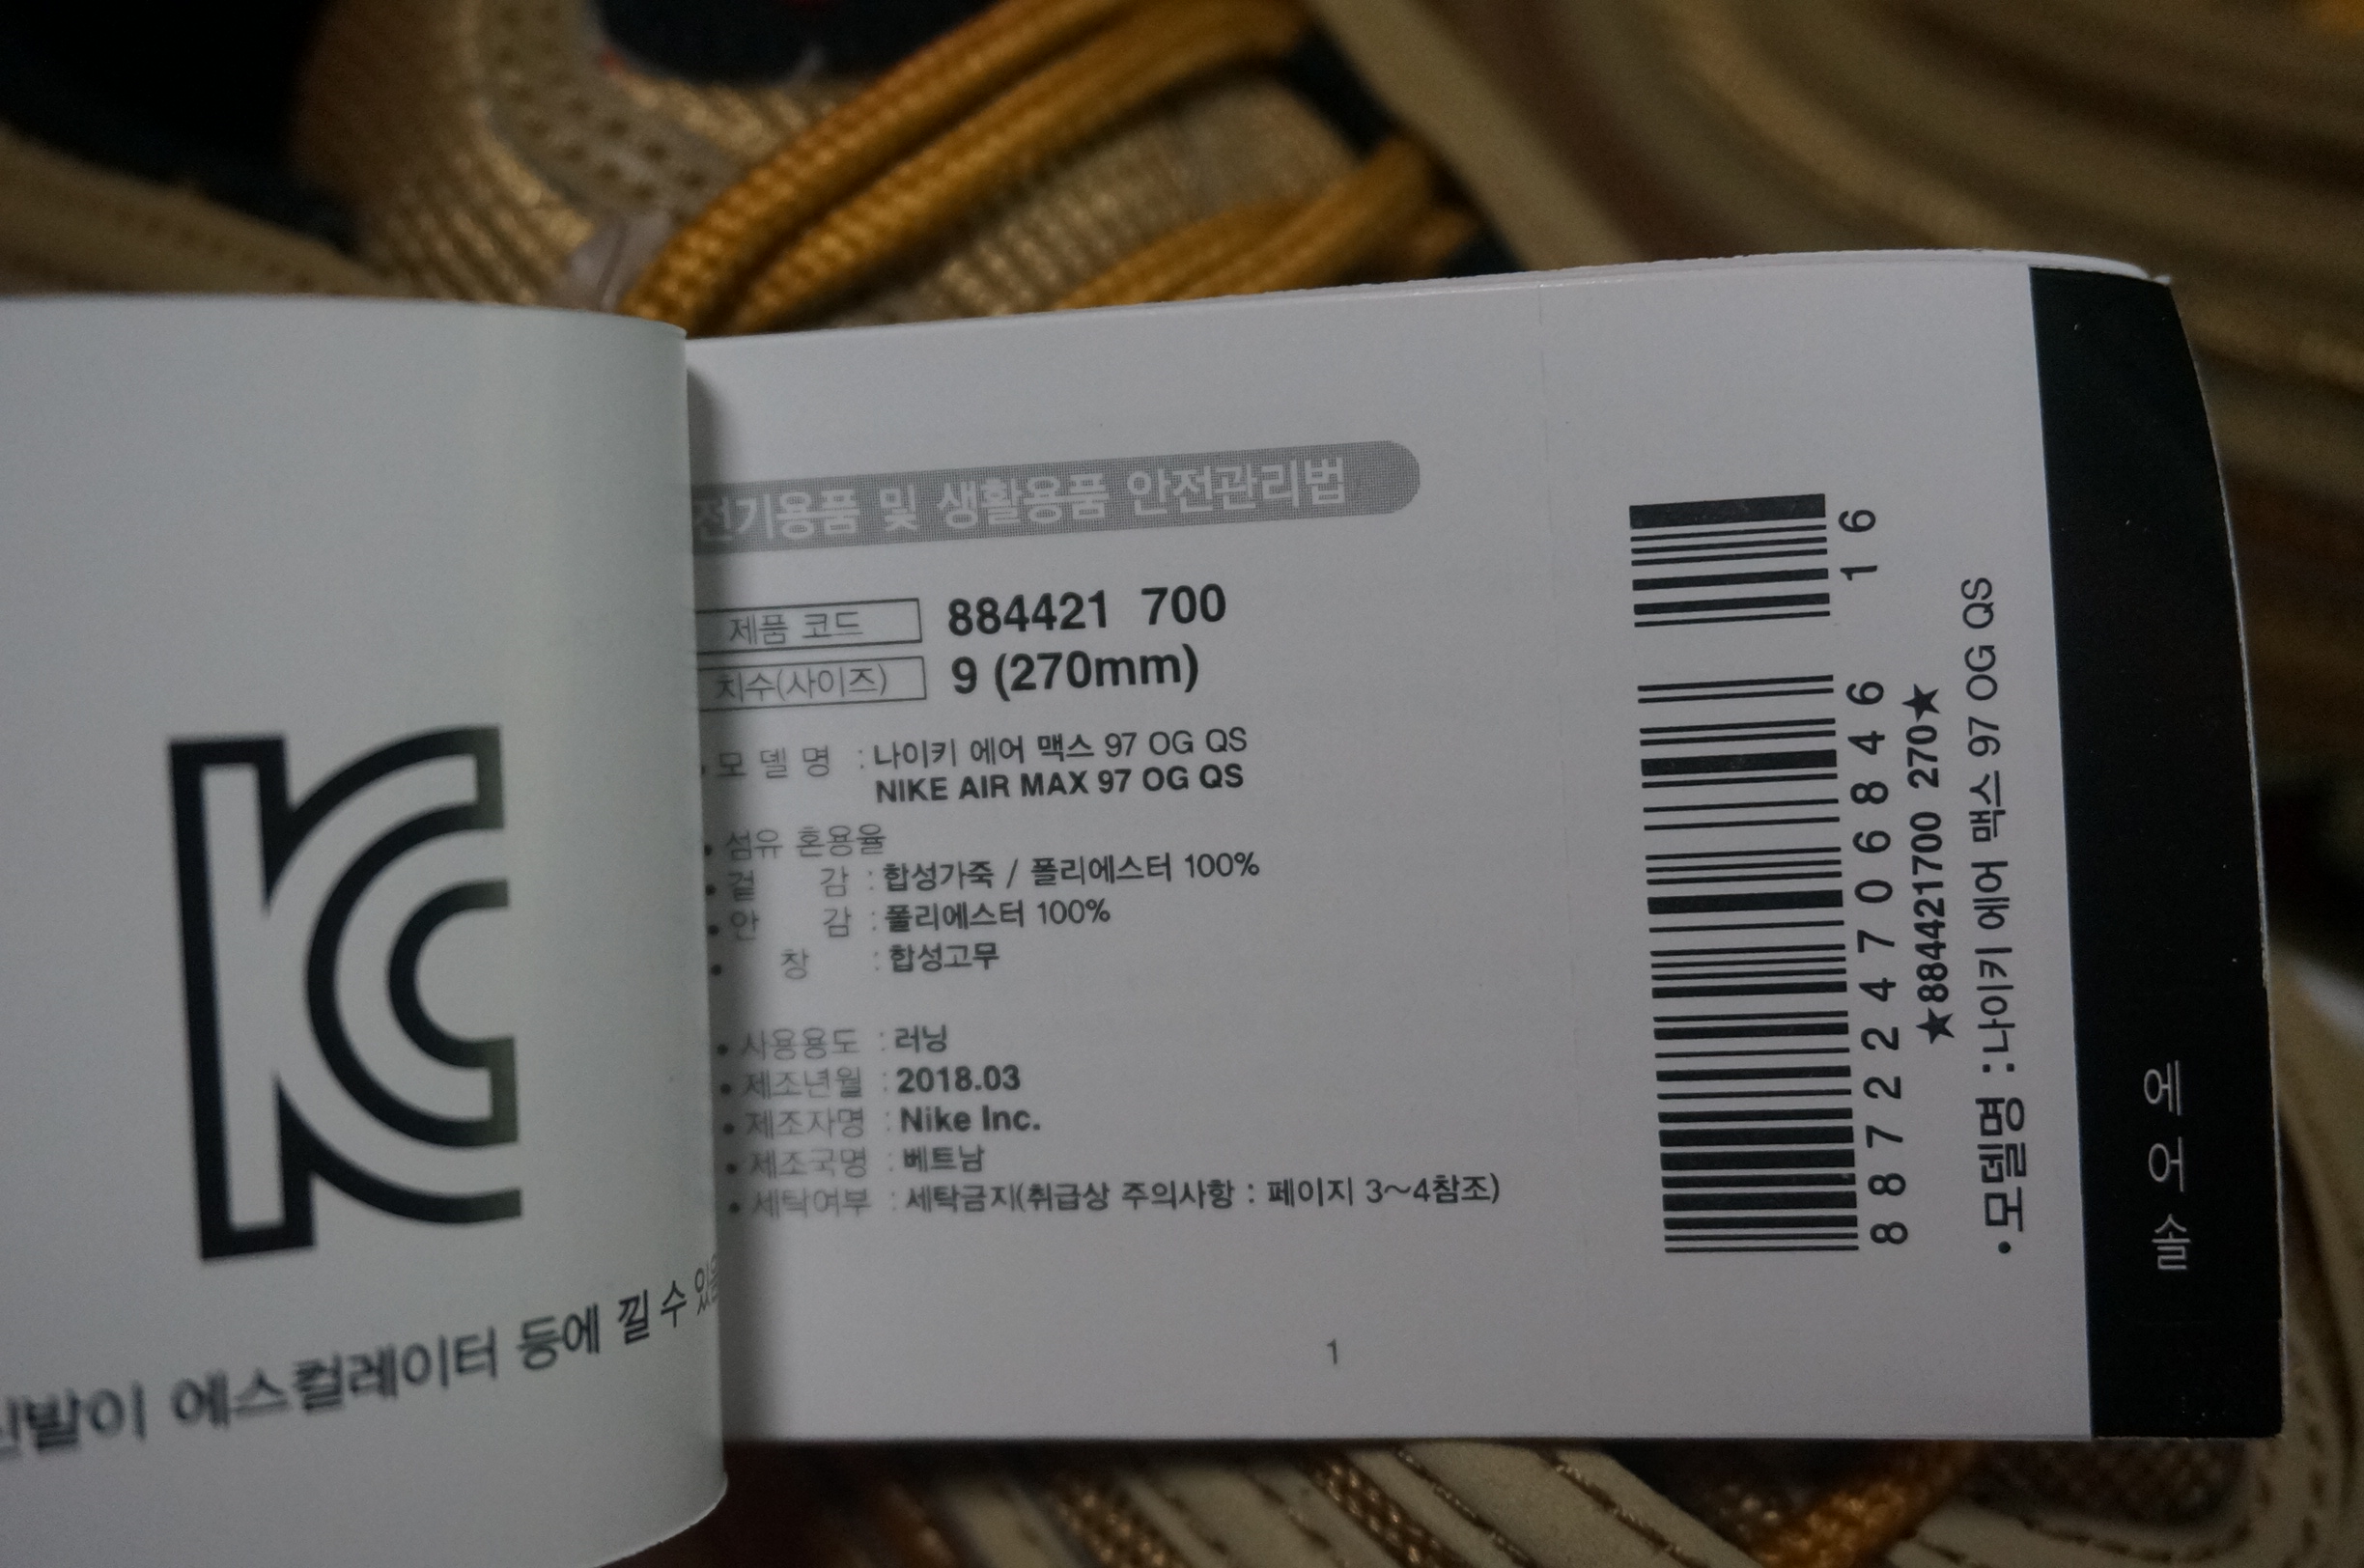 KC
신발이 에스컬레이터 등에 낄 수 있음
전기용품 및 생활용품 안전관리법
제품 코드 884421 700
치수(사이즈) 9 (270mm)
• 모 델 명 : 나이키 에어 맥스 97 OG QS
NIKE AIR MAX 97 OG QS
• 섬유 혼용율
• 겉 감 : 합성가죽 / 폴리에스터 100%
• 안 감 : 폴리에스터 100%
• 창 : 합성고무
• 사용용도 : 러닝
• 제조년월 : 2018.03
• 제조자명 : Nike Inc.
• 제조국명 : 베트남
• 세탁여부 : 세탁금지(취급상 주의사항 : 페이지 3~4참조)
1
8 8 7 2 2 4 7 0 6 8 4 6 1 6
★884421700 270★
• 모델명 : 나이키 에어 맥스 97 OG QS
에 어 솔